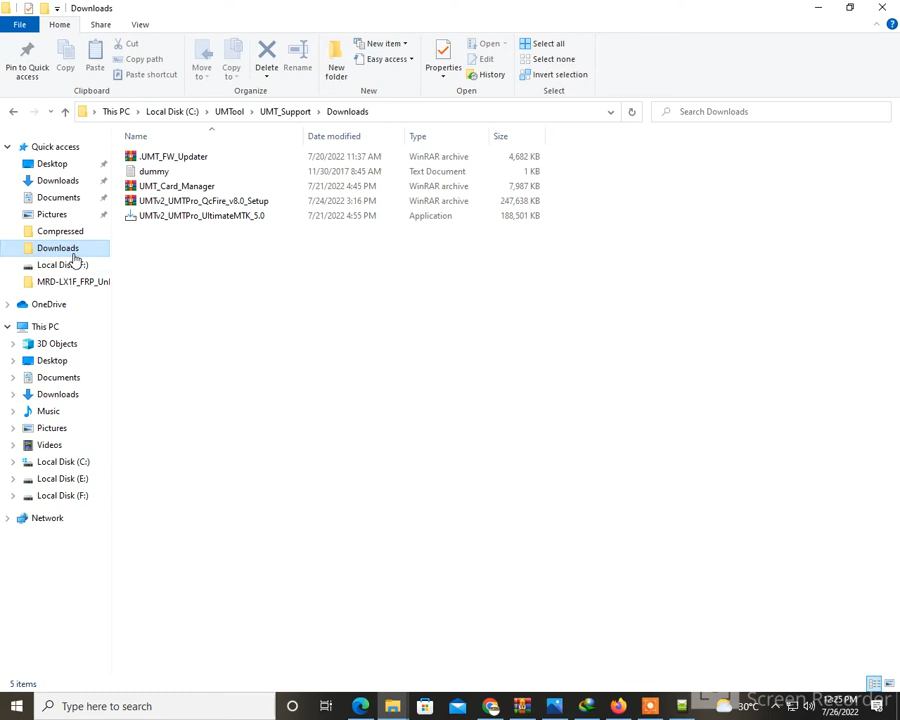 Downloads
File Home Share View
Pin to Quick access
Copy
Paste
Cut
Copy path
Paste shortcut
Move to
Copy to
Delete
Rename
New folder
New item
Easy access
Properties
Open
Edit
History
Select all
Select none
Invert selection
Clipboard Organize New Open Select
This PC Local Disk (C:) UMTool UMT_Support Downloads
Search Downloads
Name Date modified Type Size
.UMT_FW_Updater 7/20/2022 11:37 AM WinRAR archive 4,682 KB
dummy 11/30/2017 8:45 AM Text Document 1 KB
UMT_Card_Manager 7/21/2022 4:45 PM WinRAR archive 7,987 KB
UMTv2_UMTPro_QcFire_v8.0_Setup 7/24/2022 3:16 PM WinRAR archive 247,638 KB
UMTv2_UMTPro_UltimateMTK_5.0 7/21/2022 4:55 PM Application 188,501 KB
Quick access
Desktop
Downloads
Documents
Pictures
Compressed
Downloads
Local Disk (F:)
MRD-LX1F_FRP_Unl
OneDrive
This PC
3D Objects
Desktop
Documents
Downloads
Music
Pictures
Videos
Local Disk (C:)
Local Disk (E:)
Local Disk (F:)
Network
5 items
Type here to search
30°C
12:25 PM
7/26/2022
Screen Recorder